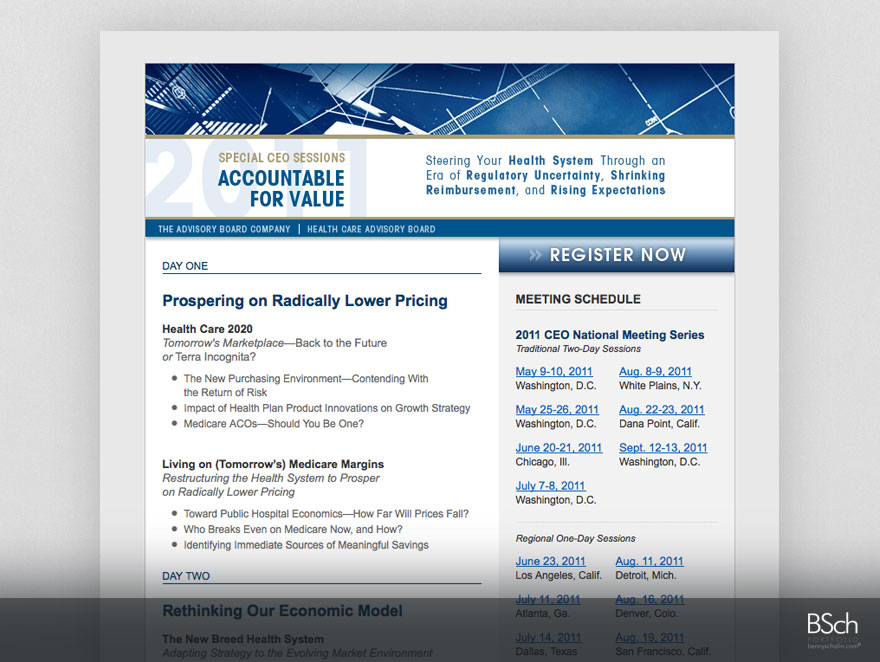 2011
SPECIAL CEO SESSIONS
ACCOUNTABLE
FOR VALUE
Steering Your Health System Through an
Era of Regulatory Uncertainty, Shrinking
Reimbursement, and Rising Expectations
THE ADVISORY BOARD COMPANY | HEALTH CARE ADVISORY BOARD
DAY ONE
Prospering on Radically Lower Pricing
Health Care 2020
Tomorrow's Marketplace—Back to the Future
or Terra Incognita?
• The New Purchasing Environment—Contending With
the Return of Risk
• Impact of Health Plan Product Innovations on Growth Strategy
• Medicare ACOs—Should You Be One?
Living on (Tomorrow's) Medicare Margins
Restructuring the Health System to Prosper
on Radically Lower Pricing
• Toward Public Hospital Economics—How Far Will Prices Fall?
• Who Breaks Even on Medicare Now, and How?
• Identifying Immediate Sources of Meaningful Savings
DAY TWO
Rethinking Our Economic Model
The New Breed Health System
Adapting Strategy to the Evolving Market Environment
» REGISTER NOW
MEETING SCHEDULE
2011 CEO National Meeting Series
Traditional Two-Day Sessions
May 9-10, 2011 Aug. 8-9, 2011
Washington, D.C. White Plains, N.Y.
May 25-26, 2011 Aug. 22-23, 2011
Washington, D.C. Dana Point, Calif.
June 20-21, 2011 Sept. 12-13, 2011
Chicago, Ill. Washington, D.C.
July 7-8, 2011
Washington, D.C.
Regional One-Day Sessions
June 23, 2011 Aug. 11, 2011
Los Angeles, Calif. Detroit, Mich.
July 11, 2011 Aug. 16, 2011
Atlanta, Ga. Denver, Colo.
July 14, 2011 Aug. 19, 2011
Dallas, Texas San Francisco, Calif.
BSch
PORTFOLIO
bennyschalin.com